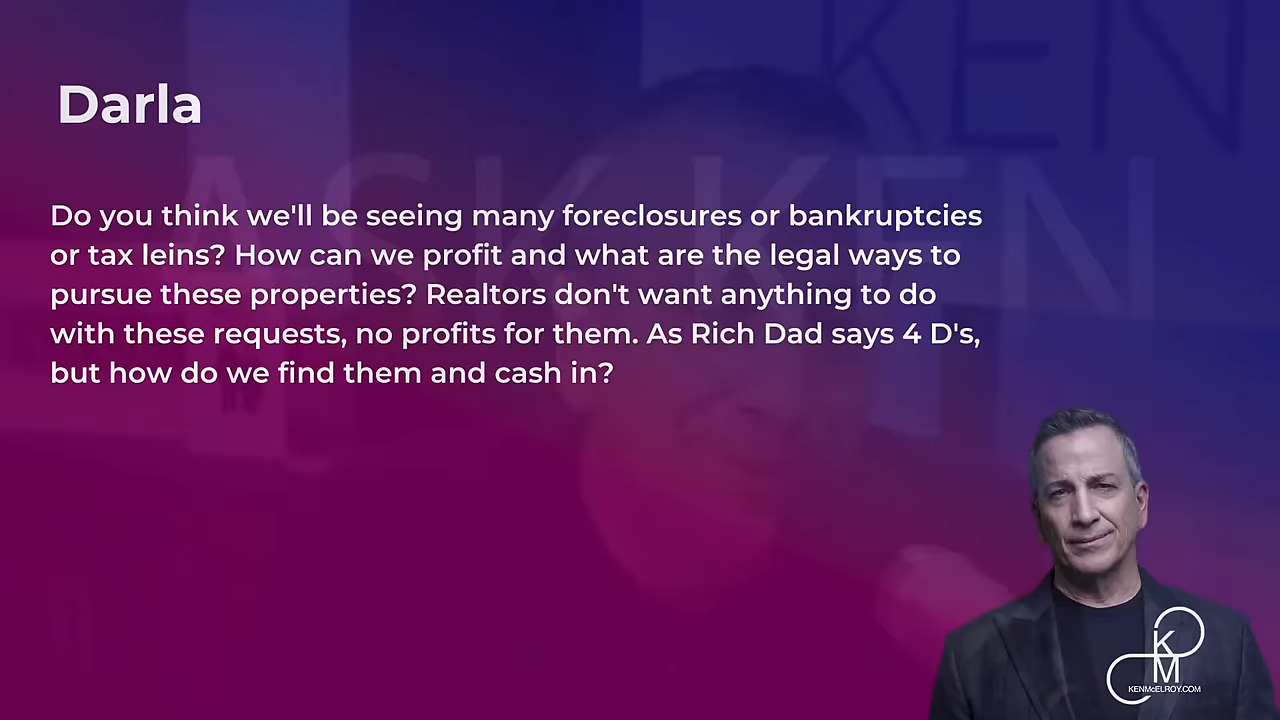 KEN
Darla
ASK KEN
Do you think we'll be seeing many foreclosures or bankruptcies
or tax leins? How can we profit and what are the legal ways to
pursue these properties? Realtors don't want anything to do
with these requests, no profits for them. As Rich Dad says 4 D's,
but how do we find them and cash in?
K
M
KENMcELROY.COM